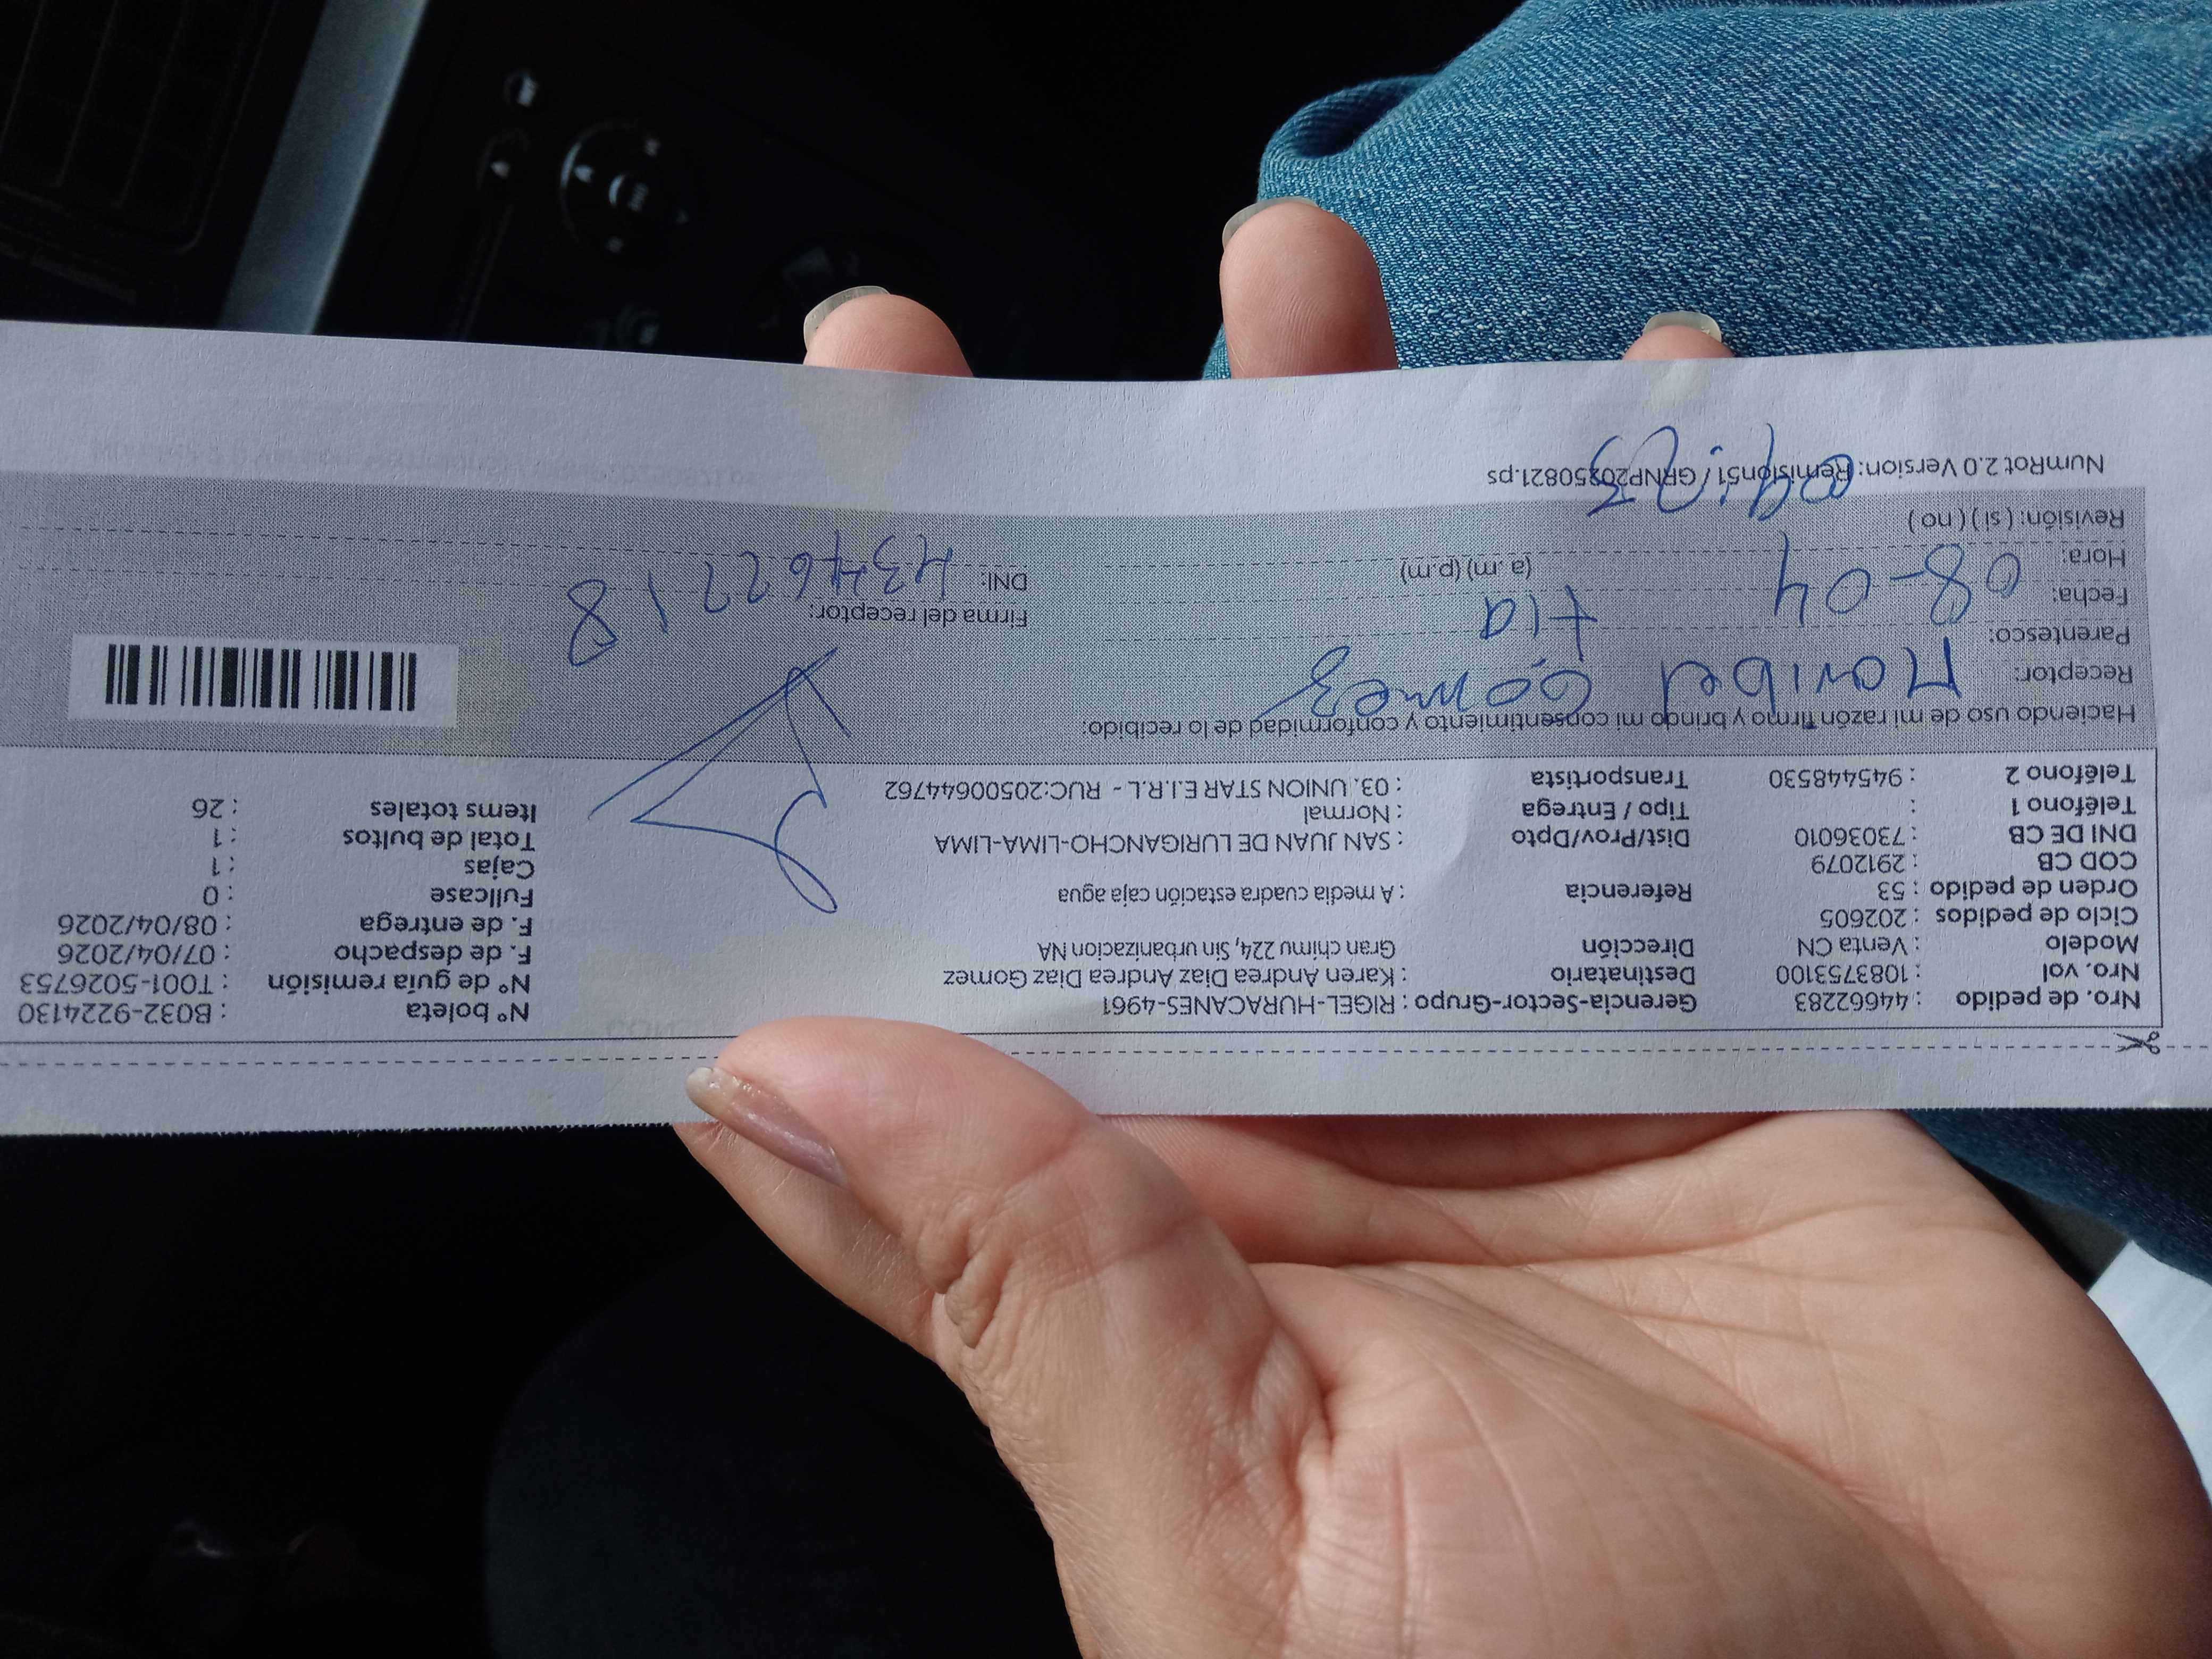 Nro. de pedido : 44662283 Gerencia-Sector-Grupo : RIGEL-HURACANES-4961 N° boleta : B032-9224130
Nro. vol : 1083753100 Destinatario : Karen Andrea Diaz Andrea Diaz Gomez N° de guía remisión : T001-5026753
Modelo : Venta CN Dirección Gran chimu 224, Sin urbanizacion NA F. de despacho : 07/04/2026
Ciclo de pedidos : 202605 F. de entrega : 08/04/2026
Orden de pedido : 53 Referencia : A media cuadra estación caja agua Fullcase : 0
COD CB : 2912079 Cajas : 1
DNI DE CB : 73036010 Dist/Prov/Dpto : SAN JUAN DE LURIGANCHO-LIMA-LIMA Total de bultos : 1
Teléfono 1 : Tipo / Entrega : Normal Items totales : 26
Teléfono 2 : 945448530 Transportista : 03. UNION STAR E.I.R.L - RUC:20500644762
Haciendo uso de mi razón firmo y brindo mi consentimiento y conformidad de lo recibido:
Receptor: Maribel Gomez
Parentesco: tia Firma del receptor:
Fecha: 08-04 DNI:
Hora: (a.m) (p.m)
Revisión: ( si ) ( no )
NumRot 2.0 Version: Remision51 / GRNP20250821.ps